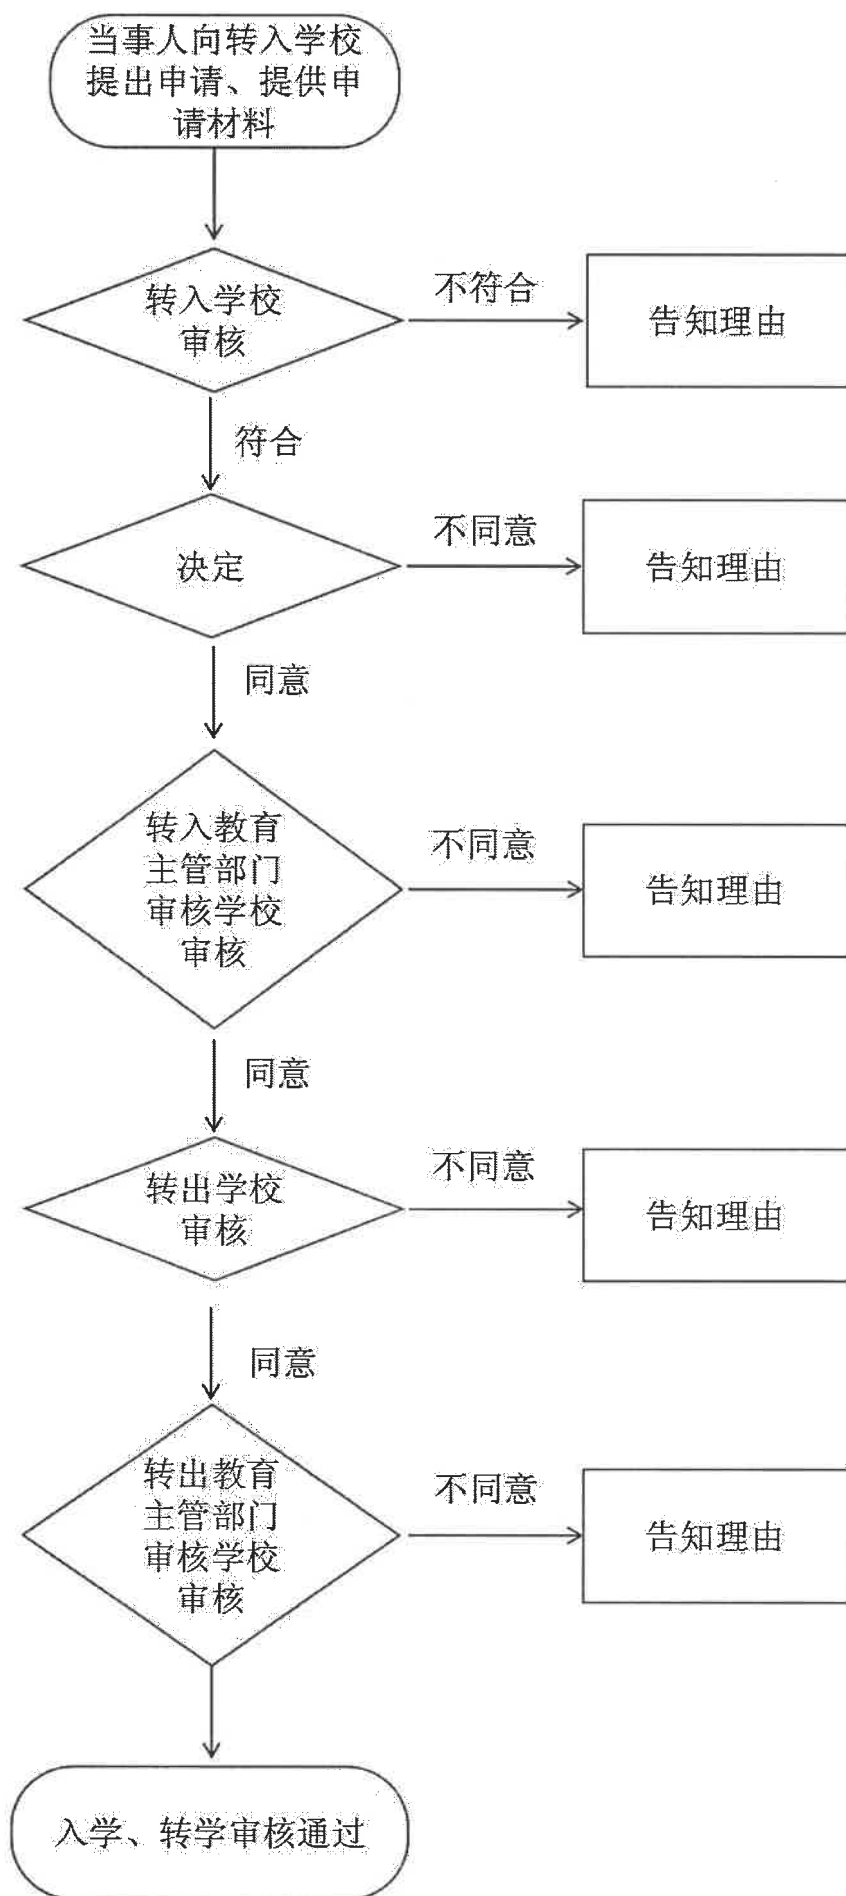 当事人向转入学校
提出申请、提供申
请材料
转入学校
审核
不符合
告知理由
符合
决定
不同意
告知理由
同意
转入教育
主管部门
审核学校
审核
不同意
告知理由
同意
转出学校
审核
不同意
告知理由
同意
转出教育
主管部门
审核学校
审核
不同意
告知理由
入学、转学审核通过